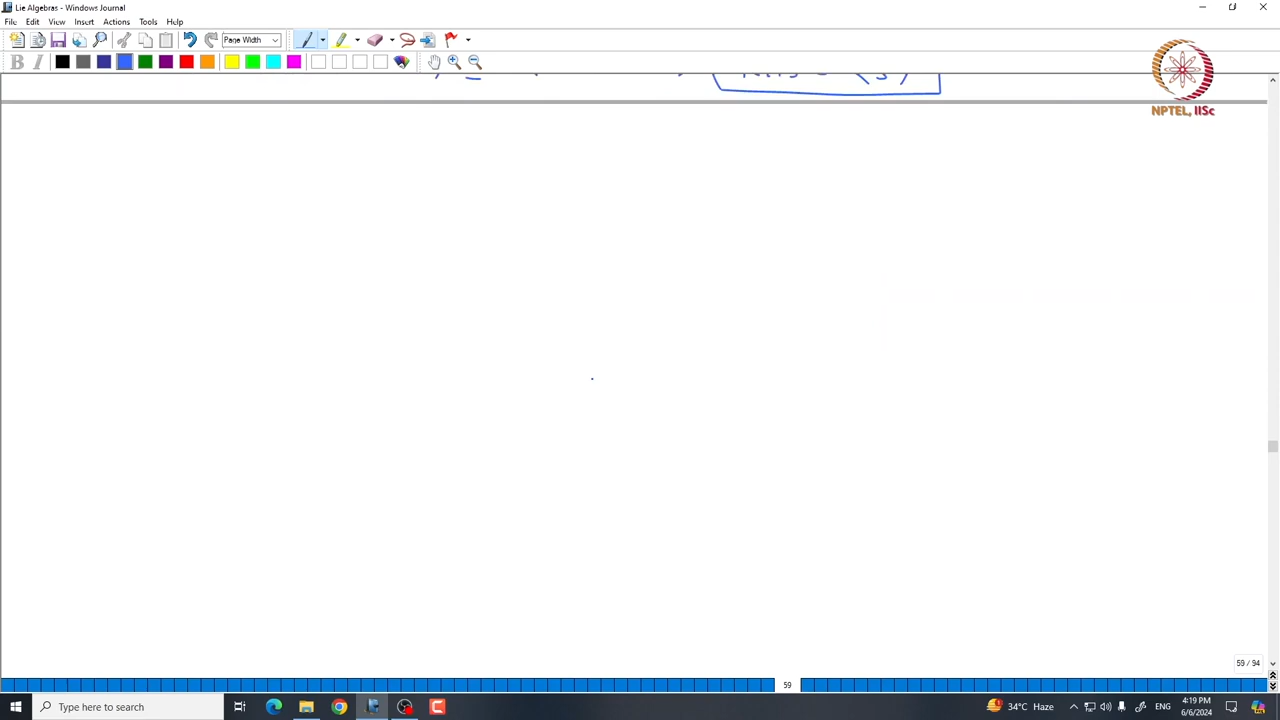 Lie Algebras - Windows Journal
File Edit View Insert Actions Tools Help
Page Width
B I
NPTEL, IISc
59 / 94
59
Type here to search
34°C Haze
ENG
4:19 PM
6/6/2024